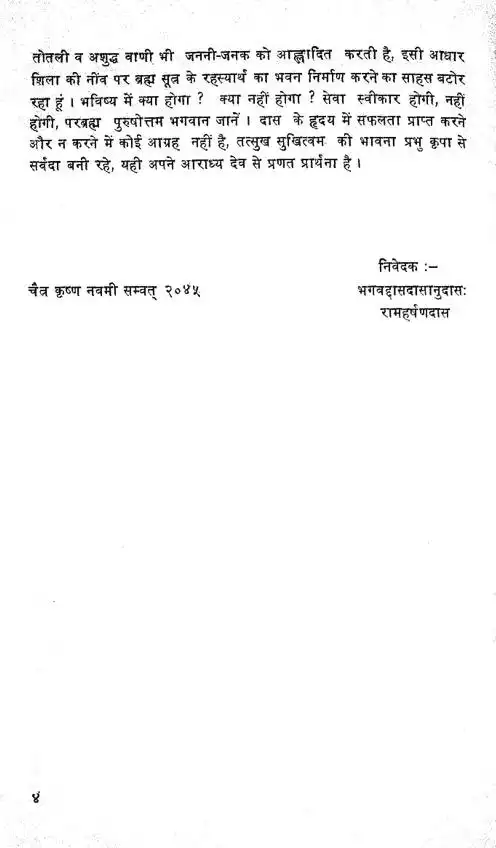 तोतली व अशुद्ध वाणी भी जननी-जनक को आह्लादित करती है, इसी आधार
शिला की नींव पर ब्रह्म सूत्र के रहस्यार्थ का भवन निर्माण करने का साहस बटोर
रहा हूं । भविष्य में क्या होगा ? क्या नहीं होगा ? सेवा स्वीकार होगी, नहीं
होगी, परब्रह्म पुरुषोत्तम भगवान जानें । दास के हृदय में सफलता प्राप्त करने
और न करने में कोई आग्रह नहीं है, तत्सुख सुखित्वम की भावना प्रभु कृपा से
सर्वदा बनी रहे, यही अपने आराध्य देव से प्रणत प्रार्थना है ।
निवेदक :–
चैत्र कृष्ण नवमी सम्वत् २०४५ भगवद्दासदासानुदासः
रामहर्षणदास
४